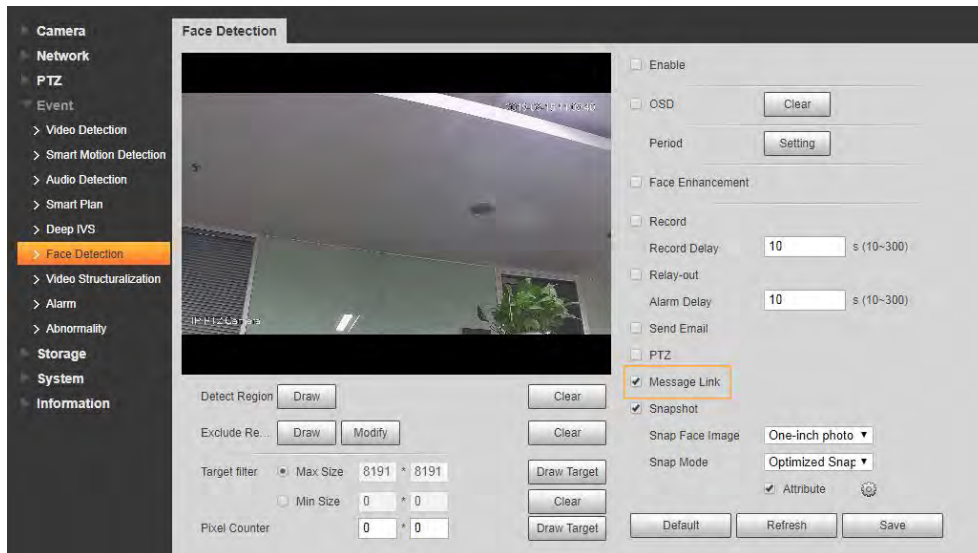 Camera
Network
PTZ
Event
> Video Detection
> Smart Motion Detection
> Audio Detection
> Smart Plan
> Deep IVS
> Face Detection
> Video Structuralization
> Alarm
> Abnormality
Storage
System
Information
Face Detection
IP PTZ Camera
Detect Region Draw Clear
Exclude Re... Draw Modify Clear
Target filter Max Size 8191 * 8191 Draw Target
Min Size 0 * 0 Clear
Pixel Counter 0 * 0 Draw Target
Enable
OSD Clear
Period Setting
Face Enhancement
Record
Record Delay 10 s (10~300)
Relay-out
Alarm Delay 10 s (10~300)
Send Email
PTZ
Message Link
Snapshot
Snap Face Image One-inch photo
Snap Mode Optimized Snap
Attribute
Default Refresh Save